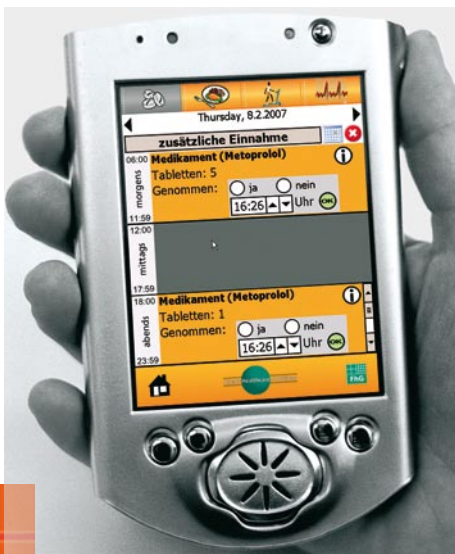 Thursday, 8.2.2007
zusätzliche Einnahme
06:00 Medikament (Metoprolol)
Tabletten: 5
Genommen: ja nein
16:26 Uhr OK
morgens
11:59
12:00
mittags
17:59
18:00 Medikament (Metoprolol)
Tabletten: 1
Genommen: ja nein
16:26 Uhr OK
abends
23:59
FhG